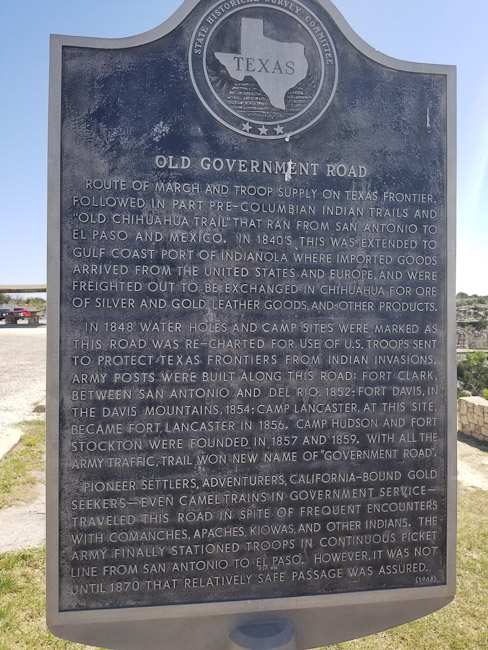 STATE HISTORICAL SURVEY COMMITTEE
TEXAS
OLD GOVERNMENT ROAD
ROUTE OF MARCH AND TROOP SUPPLY ON TEXAS FRONTIER.
FOLLOWED IN PART PRE-COLUMBIAN INDIAN TRAILS AND
"OLD CHIHUAHUA TRAIL" THAT RAN FROM SAN ANTONIO TO
EL PASO AND MEXICO. IN 1840'S THIS WAS EXTENDED TO
GULF COAST PORT OF INDIANOLA WHERE IMPORTED GOODS
ARRIVED FROM THE UNITED STATES AND EUROPE, AND WERE
FREIGHTED OUT TO BE EXCHANGED IN CHIHUAHUA FOR ORE
OF SILVER AND GOLD, LEATHER GOODS AND OTHER PRODUCTS.
IN 1848 WATER HOLES AND CAMP SITES WERE MARKED AS
THIS ROAD WAS RE-CHARTED FOR USE OF U.S. TROOPS SENT
TO PROTECT TEXAS FRONTIERS FROM INDIAN INVASIONS.
ARMY POSTS WERE BUILT ALONG THIS ROAD: FORT CLARK,
BETWEEN SAN ANTONIO AND DEL RIO, 1852; FORT DAVIS, IN
THE DAVIS MOUNTAINS, 1854; CAMP LANCASTER, AT THIS SITE,
BECAME FORT LANCASTER IN 1856. CAMP HUDSON AND FORT
STOCKTON WERE FOUNDED IN 1857 AND 1859. WITH ALL THE
ARMY TRAFFIC, TRAIL WON NEW NAME OF "GOVERNMENT ROAD".
PIONEER SETTLERS, ADVENTURERS, CALIFORNIA-BOUND GOLD
SEEKERS—EVEN CAMEL TRAINS IN GOVERNMENT SERVICE—
TRAVELED THIS ROAD IN SPITE OF FREQUENT ENCOUNTERS
WITH COMANCHES, APACHES, KIOWAS, AND OTHER INDIANS. THE
ARMY FINALLY STATIONED TROOPS IN CONTINUOUS PICKET
LINE FROM SAN ANTONIO TO EL PASO. HOWEVER, IT WAS NOT
UNTIL 1870 THAT RELATIVELY SAFE PASSAGE WAS ASSURED.
(1968)